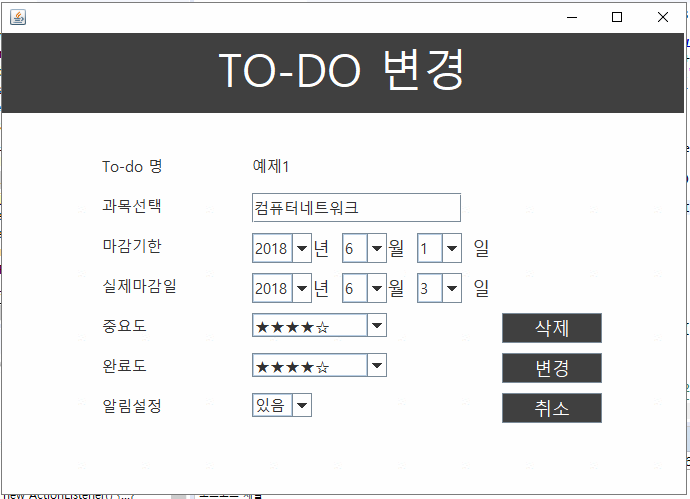 TO-DO 변경
To-do 명 예제1
과목선택 컴퓨터네트워크
마감기한 2018 년 6 월 1 일
실제마감일 2018 년 6 월 3 일
중요도 ★★★★☆
삭제
완료도 ★★★★☆
변경
알림설정 있음
취소
new ActionListener() {...}